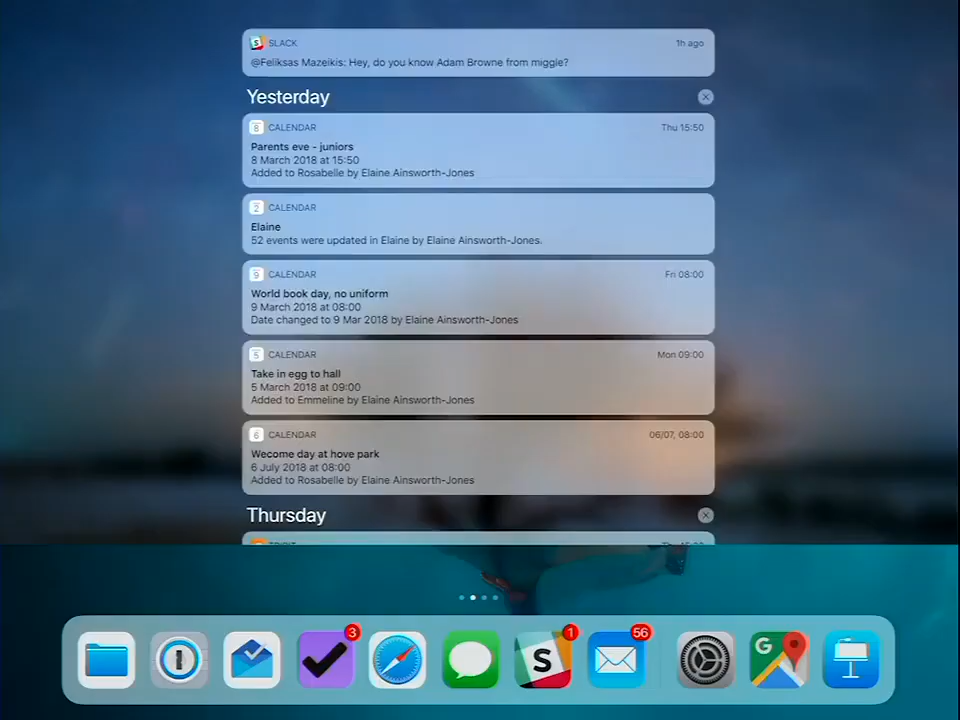 SLACK 1h ago
@Feliksas Mazeikis: Hey, do you know Adam Browne from miggle?
Yesterday
8 CALENDAR Thu 15:50
Parents eve - juniors
8 March 2018 at 15:50
Added to Rosabelle by Elaine Ainsworth-Jones
2 CALENDAR
Elaine
52 events were updated in Elaine by Elaine Ainsworth-Jones.
9 CALENDAR Fri 08:00
World book day, no uniform
9 March 2018 at 08:00
Date changed to 9 Mar 2018 by Elaine Ainsworth-Jones
5 CALENDAR Mon 09:00
Take in egg to hall
5 March 2018 at 09:00
Added to Emmeline by Elaine Ainsworth-Jones
6 CALENDAR 06/07, 08:00
Wecome day at hove park
6 July 2018 at 08:00
Added to Rosabelle by Elaine Ainsworth-Jones
Thursday
3 1 56
S G